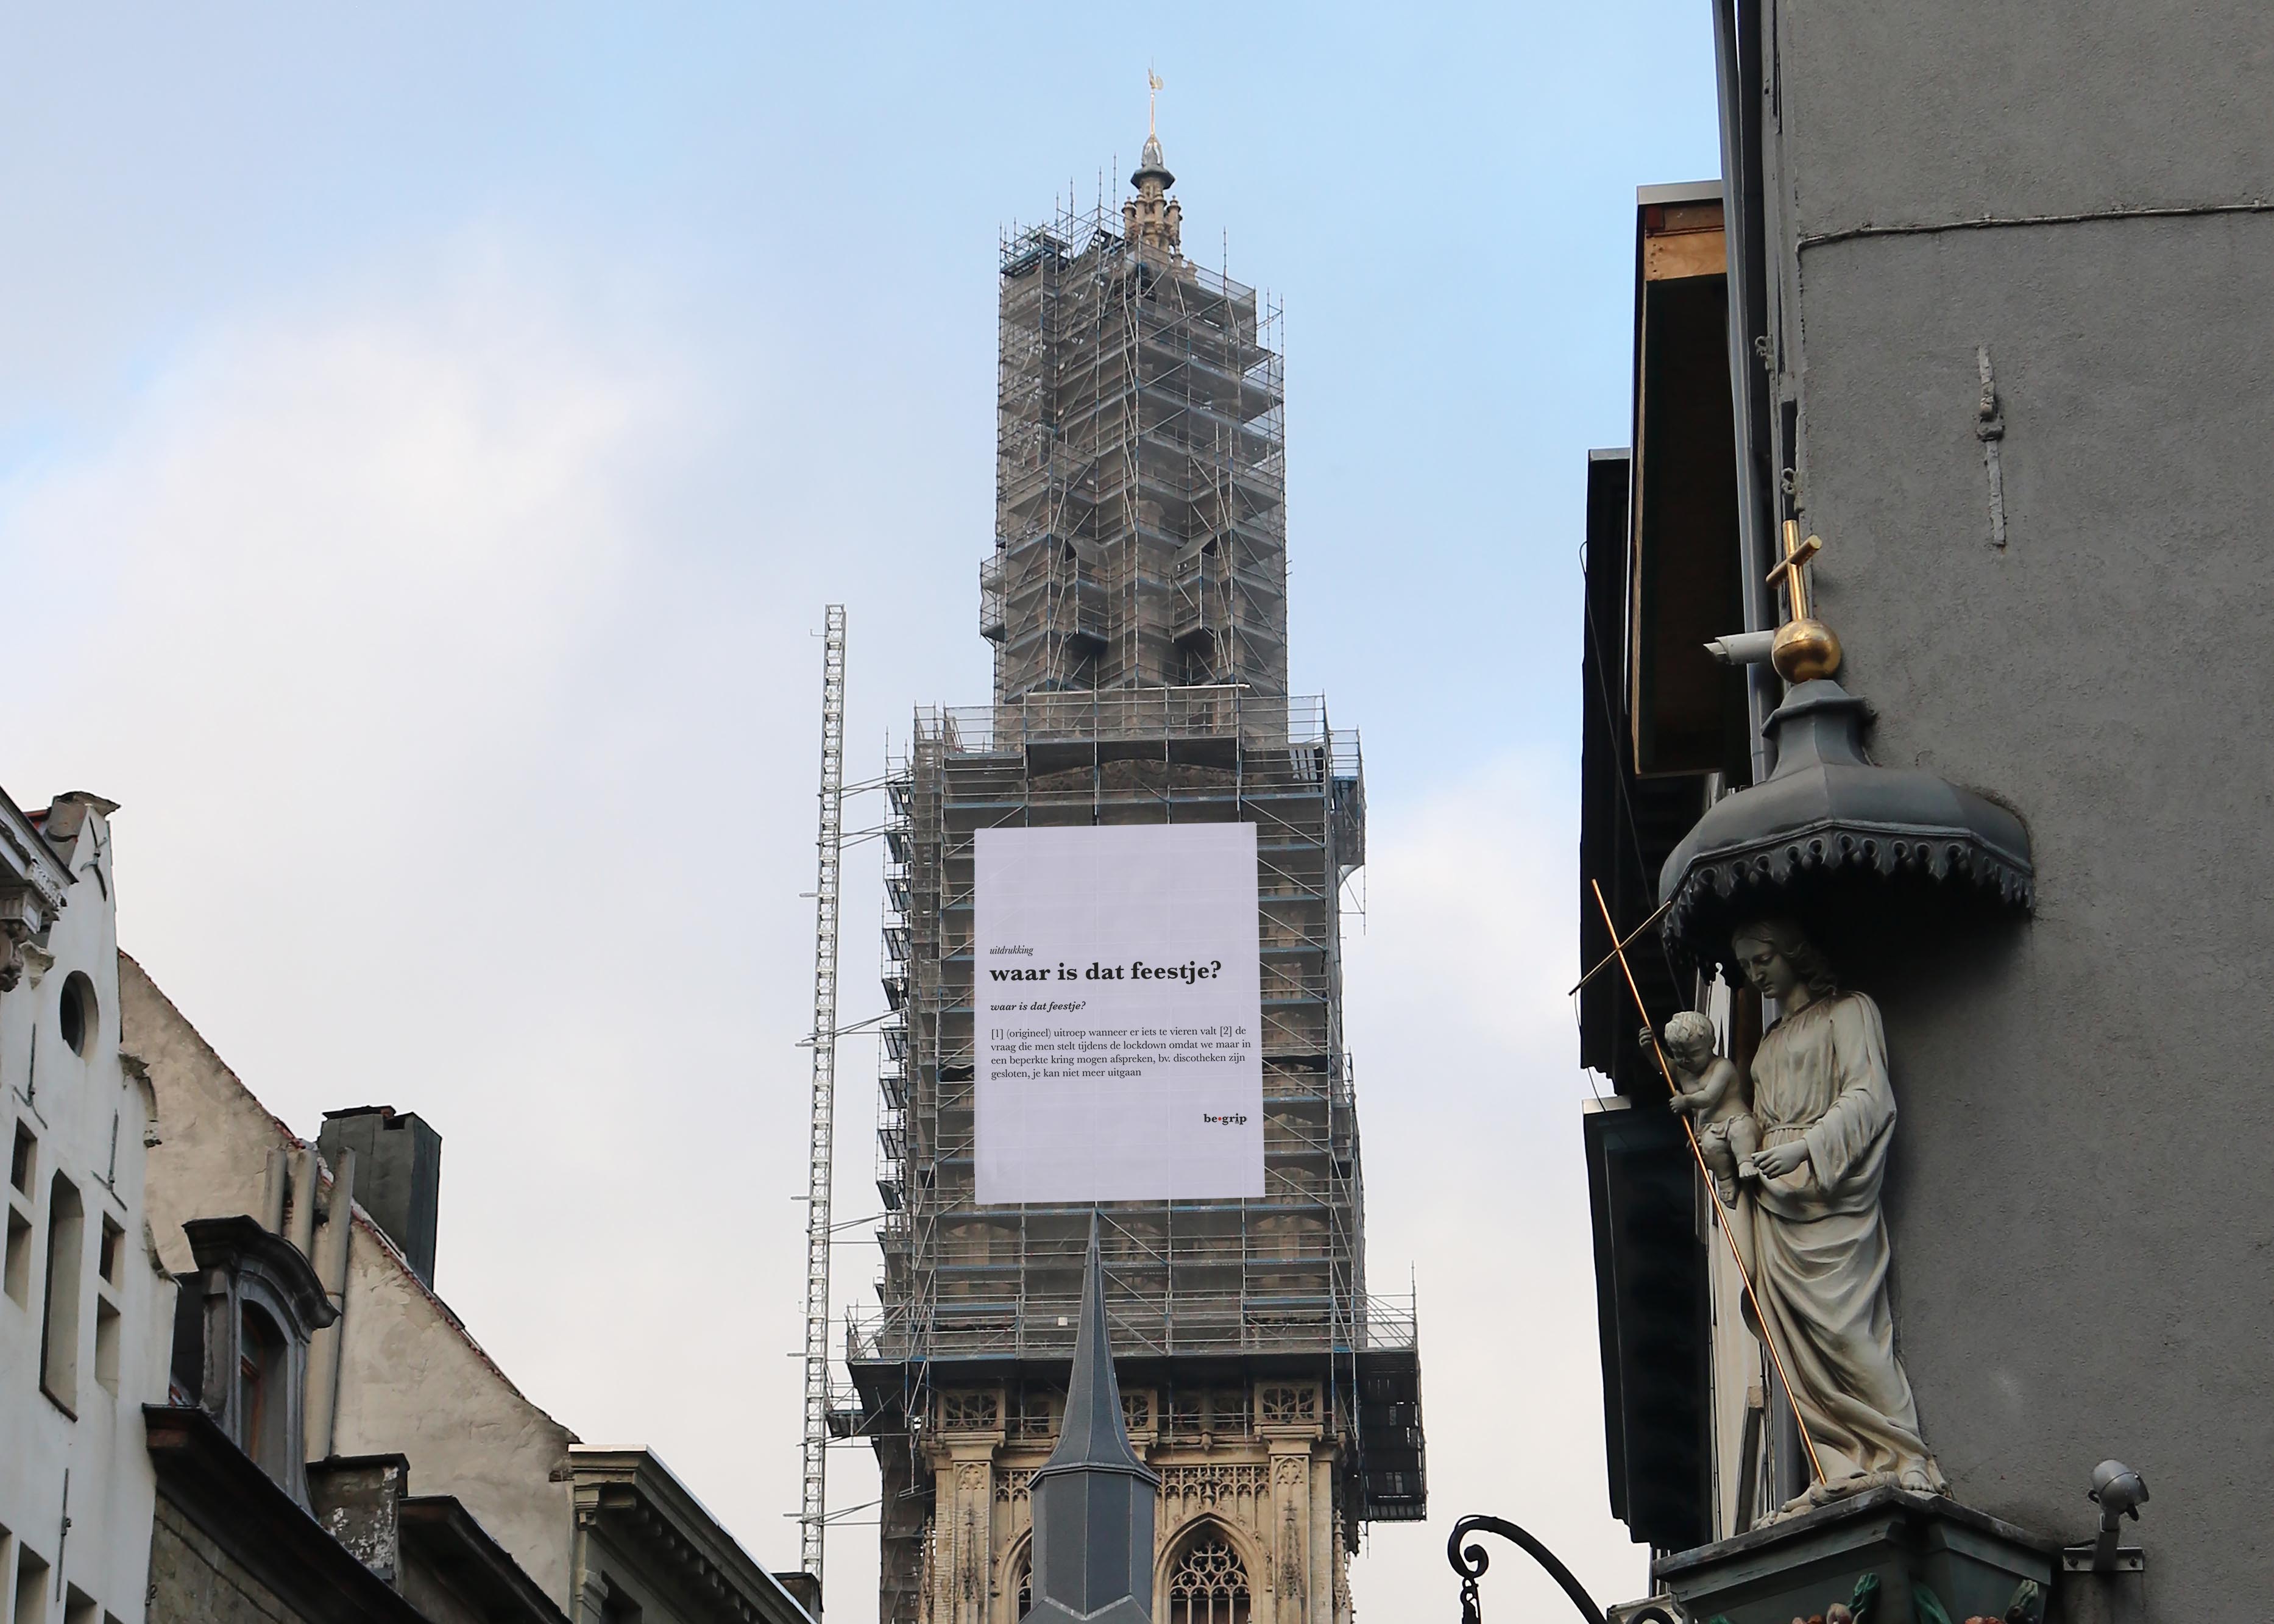 uitdrukking
waar is dat feestje?
waar is dat feestje?
[1] (origineel) uitroep wanneer er iets te vieren valt [2] de
vraag die men stelt tijdens de lockdown omdat we maar in
een beperkte kring mogen afspreken, bv. discotheken zijn
gesloten, je kan niet meer uitgaan
be•grip